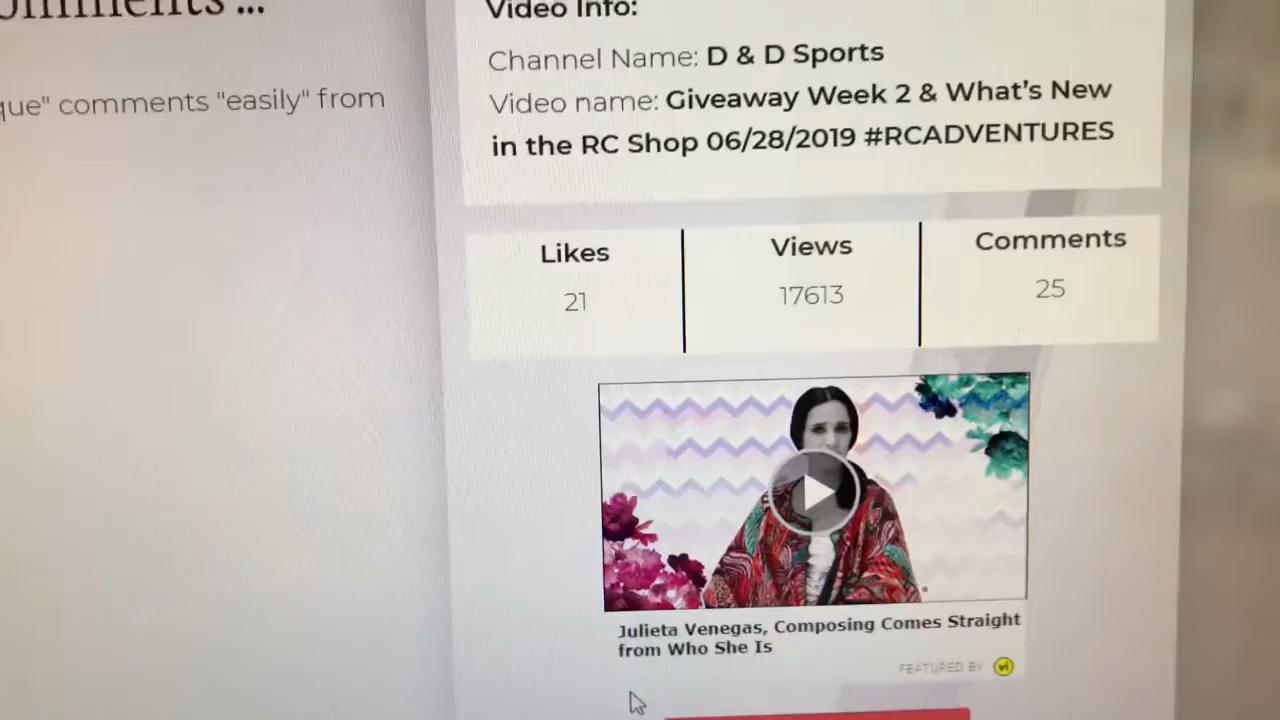 omments ...
que" comments "easily" from
Video Info:
Channel Name: D & D Sports
Video name: Giveaway Week 2 & What's New
in the RC Shop 06/28/2019 #RCADVENTURES
Likes
21
Views
17613
Comments
25
Julieta Venegas, Composing Comes Straight
from Who She Is
FEATURED BY vi